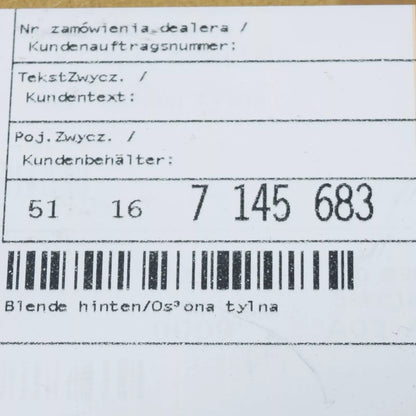 Nr zamówienia dealera /
Kundenauftragsnummer:
TekstZwycz. /
Kundentext:
Poj.Zwycz. /
Kundenbehälter:
51 16 7 145 683
Blende hinten/Os³ona tylna